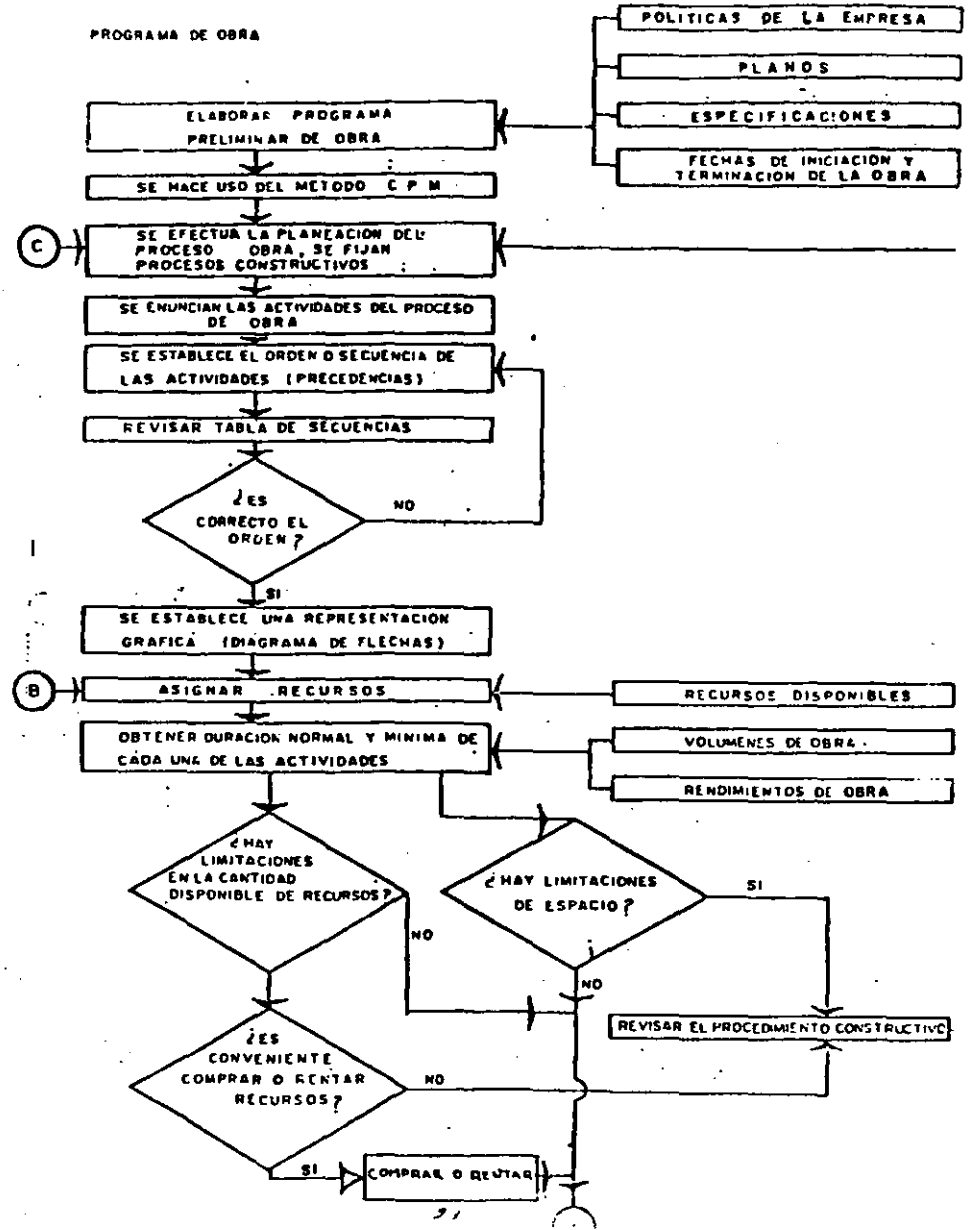 PROGRAMA DE OBRA
POLITICAS DE LA EMPRESA
PLANOS
ESPECIFICACIONES
FECHAS DE INICIACION Y
TERMINACION DE LA OBRA
ELABORAR PROGRAMA
PRELIMINAR DE OBRA
SE HACE USO DEL METODO C P M
C
SE EFECTUA LA PLANEACION DEL
PROCESO OBRA, SE FIJAN
PROCESOS CONSTRUCTIVOS
SE ENUNCIAN LAS ACTIVIDADES DEL PROCESO
DE OBRA
SE ESTABLECE EL ORDEN O SECUENCIA DE
LAS ACTIVIDADES (PRECEDENCIAS)
REVISAR TABLA DE SECUENCIAS
¿ES
CORRECTO EL
ORDEN?
NO
SI
SE ESTABLECE UNA REPRESENTACION
GRAFICA (DIAGRAMA DE FLECHAS)
B
ASIGNAR RECURSOS
RECURSOS DISPONIBLES
OBTENER DURACION NORMAL Y MINIMA DE
CADA UNA DE LAS ACTIVIDADES
VOLUMENES DE OBRA
RENDIMIENTOS DE OBRA
¿HAY
LIMITACIONES
EN LA CANTIDAD
DISPONIBLE DE RECURSOS?
NO
¿HAY LIMITACIONES
DE ESPACIO?
SI
NO
REVISAR EL PROCEDIMIENTO CONSTRUCTIVO
¿ES
CONVENIENTE
COMPRAR O RENTAR
RECURSOS?
NO
SI
COMPRAR O RENTAR